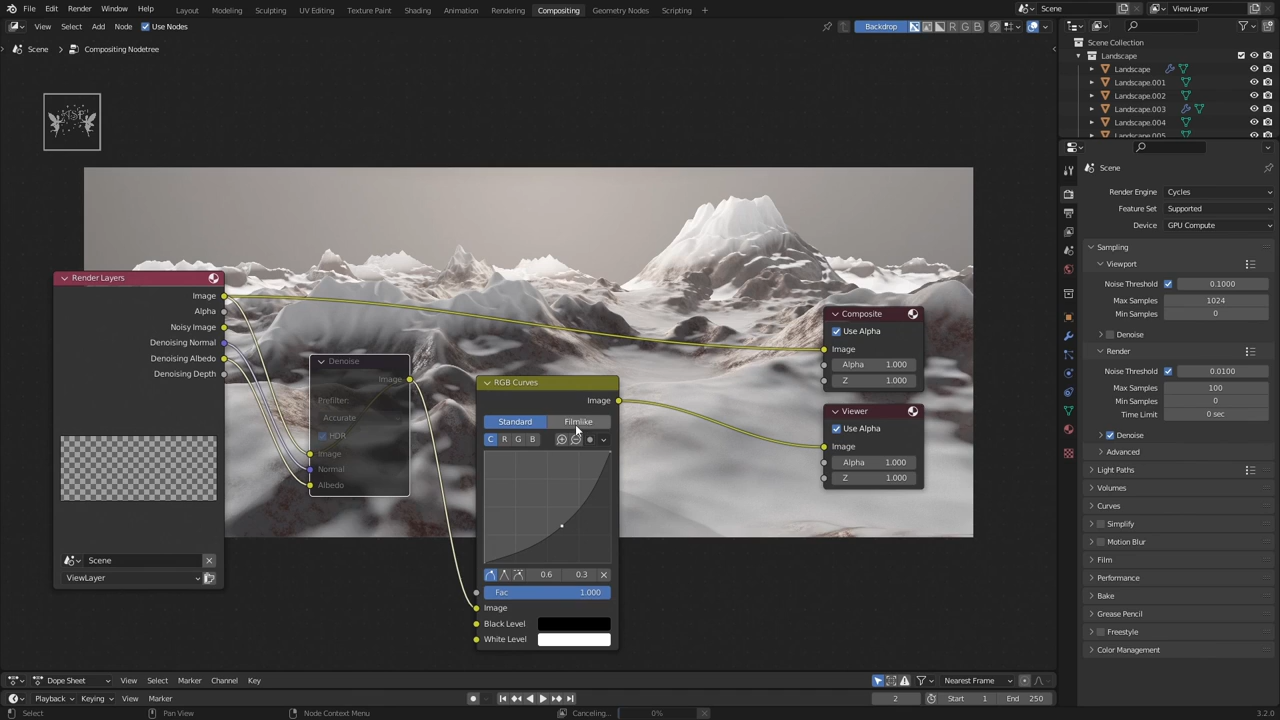 File Edit Render Window Help Layout Modeling Sculpting UV Editing Texture Paint Shading Animation Rendering Compositing Geometry Nodes Scripting + Scene ViewLayer
View Select Add Node Use Nodes Backdrop R G B
Scene > Compositing Nodetree
Scene Collection
Landscape
Landscape
Landscape.001
Landscape.002
Landscape.003
Landscape.004
Landscape.005
Render Layers
Image
Alpha
Noisy Image
Denoising Normal
Denoising Albedo
Denoising Depth
Scene
ViewLayer
Denoise
Image
Prefilter:
Accurate
HDR
Image
Normal
Albedo
RGB Curves
Image
Standard Filmlike
C R G B
0.6 0.3
Fac 1.000
Image
Black Level
White Level
Composite
Use Alpha
Image
Alpha 1.000
Z 1.000
Viewer
Use Alpha
Image
Alpha 1.000
Z 1.000
Scene
Render Engine Cycles
Feature Set Supported
Device GPU Compute
Sampling
Viewport
Noise Threshold 0.1000
Max Samples 1024
Min Samples 0
Denoise
Render
Noise Threshold 0.0100
Max Samples 100
Min Samples 0
Time Limit 0 sec
Denoise
Advanced
Light Paths
Volumes
Curves
Simplify
Motion Blur
Film
Performance
Bake
Grease Pencil
Freestyle
Color Management
Dope Sheet View Select Marker Channel Key Nearest Frame
Playback Keying View Marker 2 Start 1 End 250
Select Pan View Node Context Menu Canceling... 0% 3.2.0